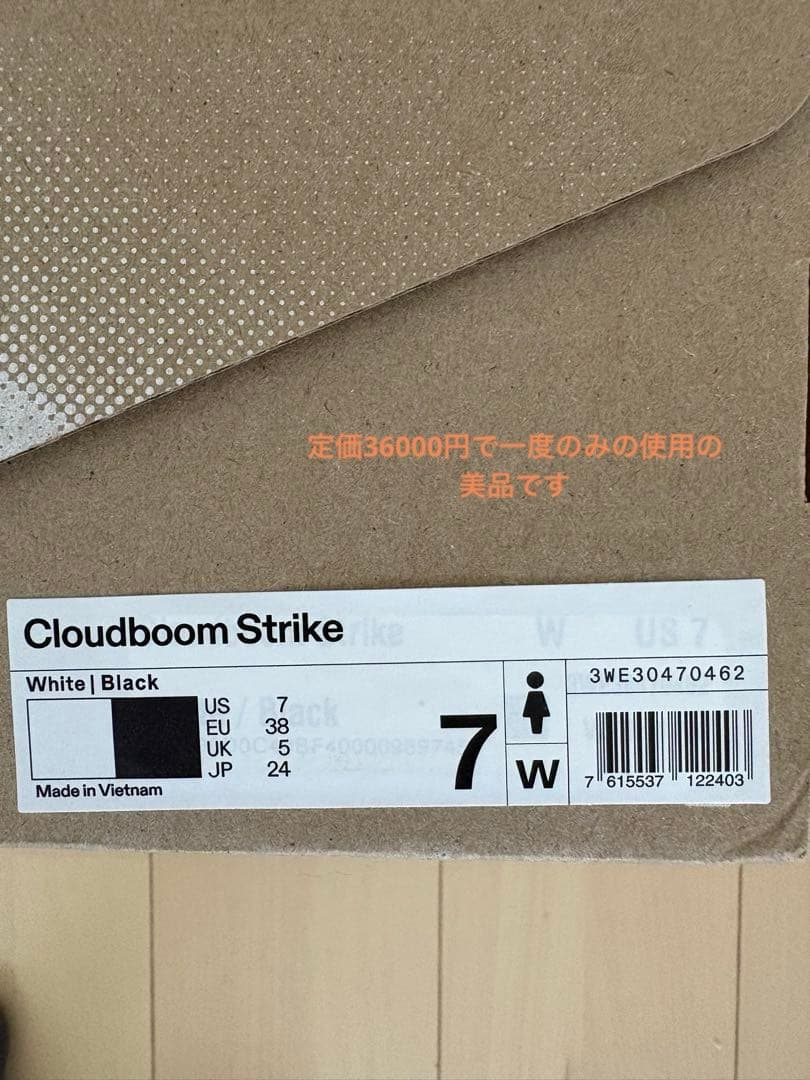 定価36000円で一度のみの使用の
美品です
Cloudboom Strike
White | Black
US 7
EU 38
UK 5
JP 24
Made in Vietnam
7
W
3WE30470462
7 615537 122403